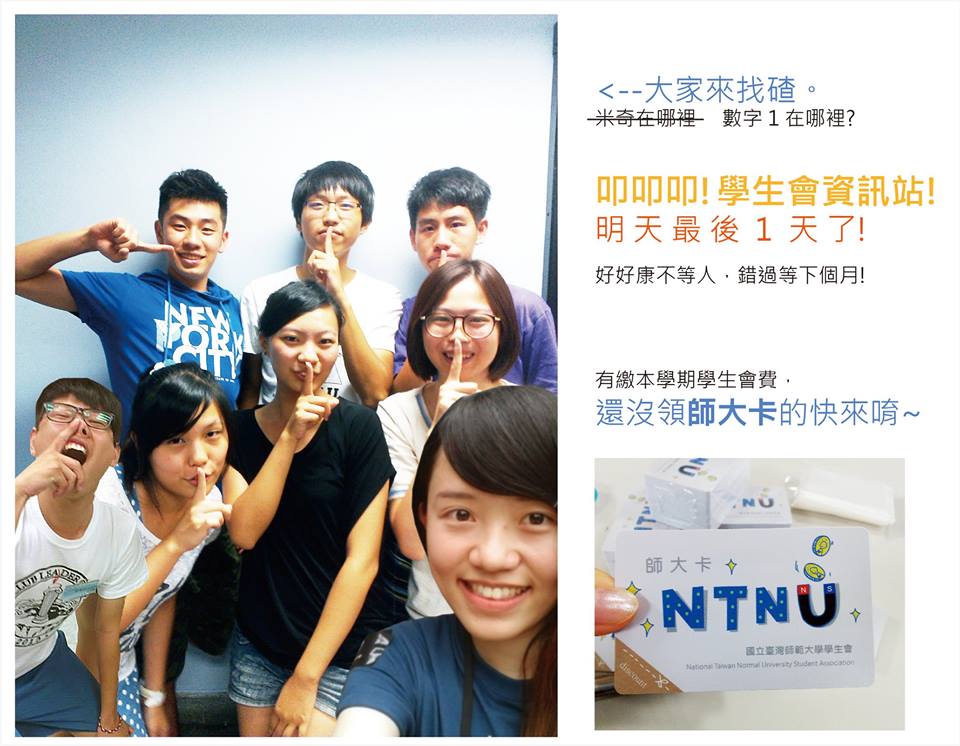 <--大家來找碴。
米奇在哪裡 數字1在哪裡?
叩叩叩! 學生會資訊站!
明天最後 1 天了!
好好康不等人，錯過等下個月!
有繳本學期學生會費，
還沒領師大卡的快來唷~
NEW
YORK
CITY
CLUB LEADER
師大卡
NTNU
N S
國立臺灣師範大學學生會
National Taiwan Normal University Student Association
discount
NTNU